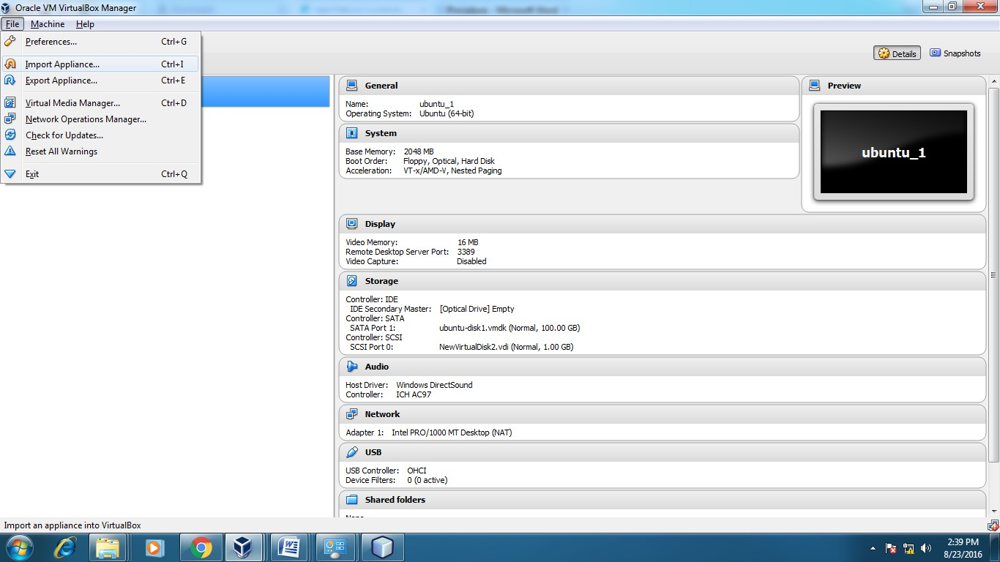 Oracle VM VirtualBox Manager
File Machine Help
Preferences... Ctrl+G
Import Appliance... Ctrl+I
Export Appliance... Ctrl+E
Virtual Media Manager... Ctrl+D
Network Operations Manager...
Check for Updates...
Reset All Warnings
Exit Ctrl+Q
Details Snapshots
General
Name: ubuntu_1
Operating System: Ubuntu (64-bit)
System
Base Memory: 2048 MB
Boot Order: Floppy, Optical, Hard Disk
Acceleration: VT-x/AMD-V, Nested Paging
Preview
ubuntu_1
Display
Video Memory: 16 MB
Remote Desktop Server Port: 3389
Video Capture: Disabled
Storage
Controller: IDE
IDE Secondary Master: [Optical Drive] Empty
Controller: SATA
SATA Port 1: ubuntu-disk1.vmdk (Normal, 100.00 GB)
Controller: SCSI
SCSI Port 0: NewVirtualDisk2.vdi (Normal, 1.00 GB)
Audio
Host Driver: Windows DirectSound
Controller: ICH AC97
Network
Adapter 1: Intel PRO/1000 MT Desktop (NAT)
USB
USB Controller: OHCI
Device Filters: 0 (0 active)
Shared folders
Import an appliance into VirtualBox
2:39 PM
8/23/2016